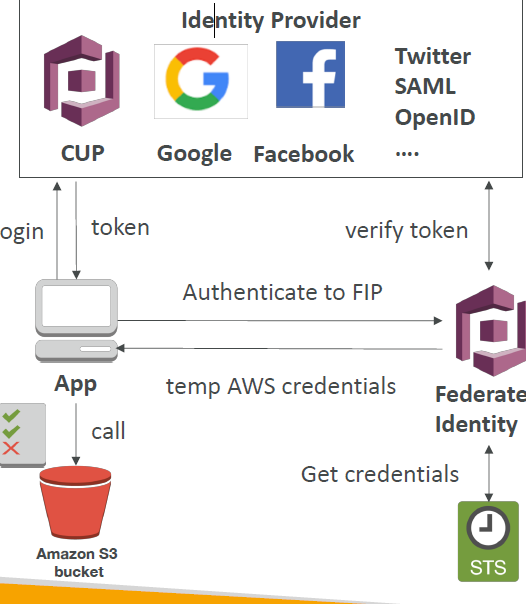 Identity Provider
Twitter
SAML
OpenID
....
CUP
Google
Facebook
ogin
token
verify token
Authenticate to FIP
App
temp AWS credentials
Federate
Identity
call
Get credentials
Amazon S3
bucket
STS